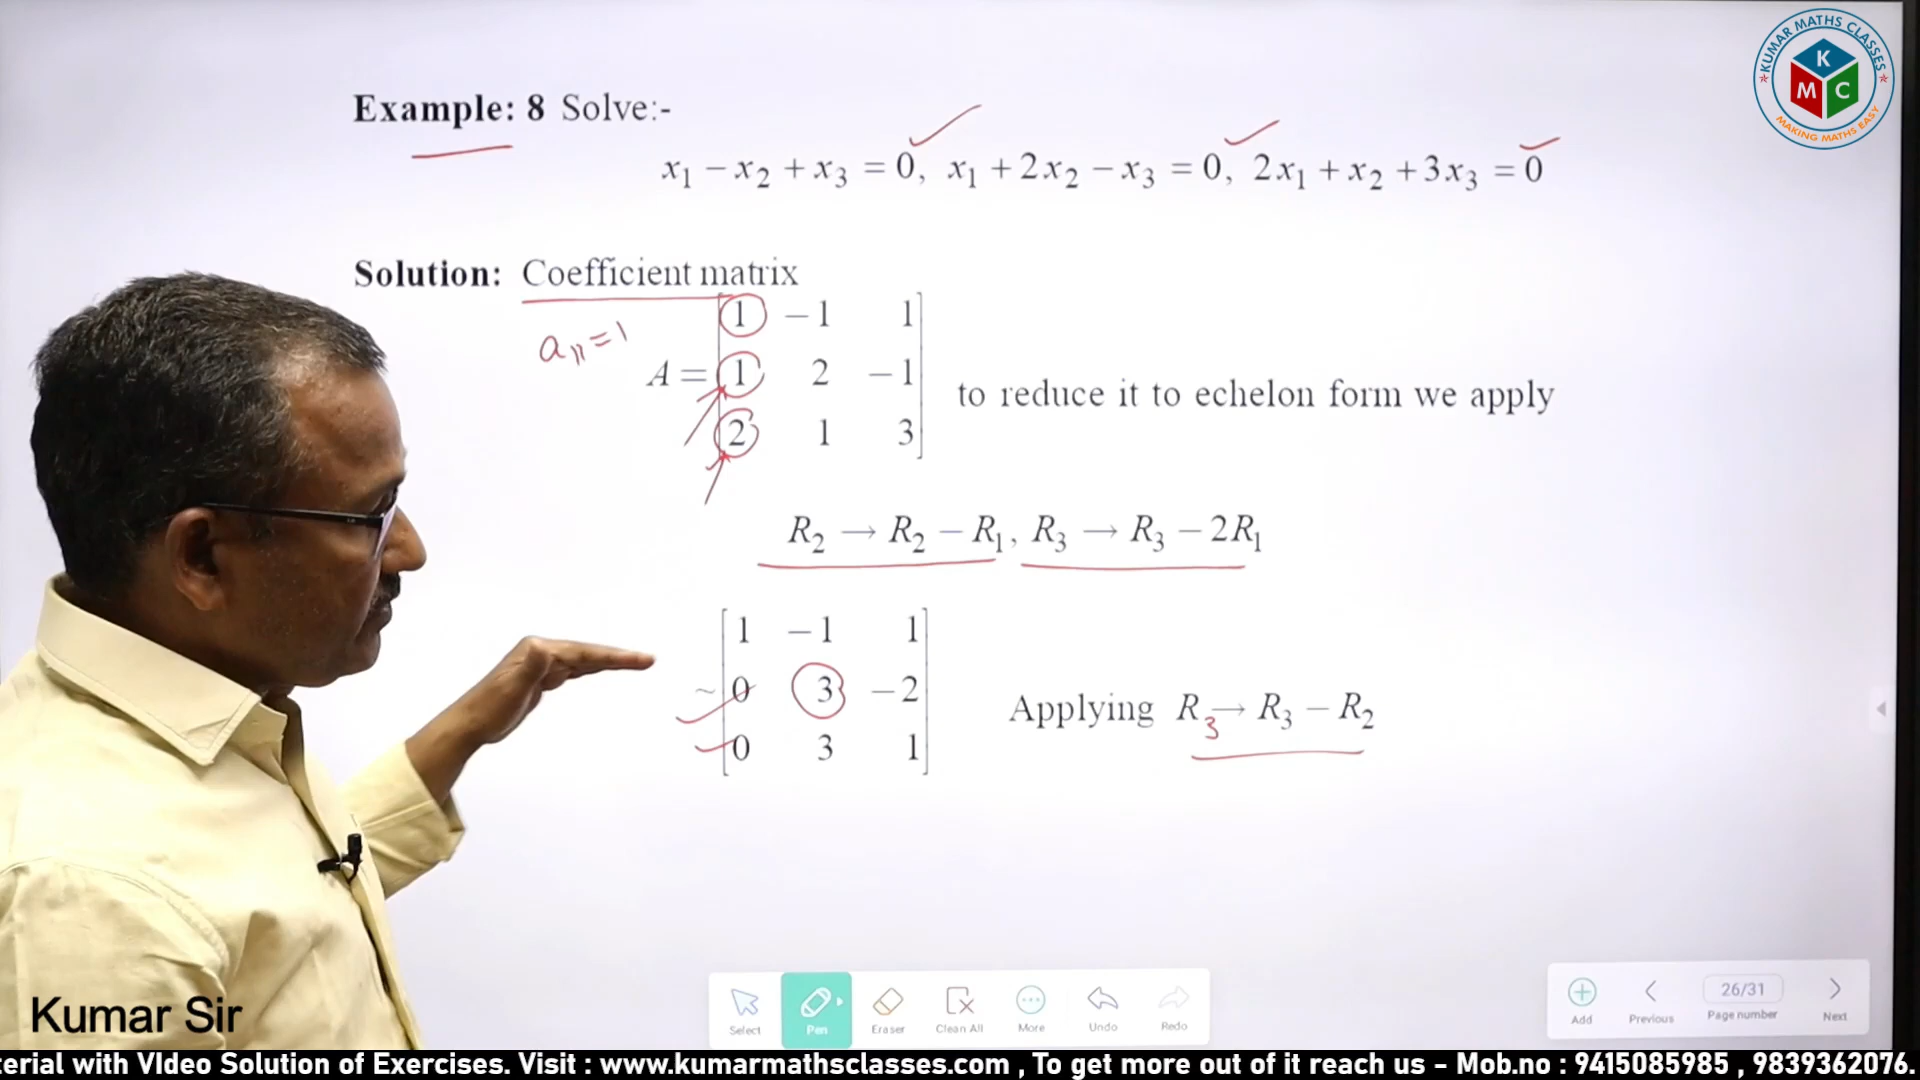 KUMAR MATHS CLASSES
K
M C
MAKING MATHS EASY
Example: 8 Solve:-
x₁ − x₂ + x₃ = 0, x₁ + 2x₂ − x₃ = 0, 2x₁ + x₂ + 3x₃ = 0
Solution: Coefficient matrix
a₁₁ = 1
1 −1 1
A = 1 2 −1
2 1 3
to reduce it to echelon form we apply
R₂ → R₂ − R₁, R₃ → R₃ − 2R₁
1 −1 1
~ 0 3 −2
0 3 1
Applying R₃ → R₃ − R₂
Select Pen Eraser Clean All More Undo Redo
Add Previous 26/31 Page number Next
Kumar Sir
terial with VIdeo Solution of Exercises. Visit : www.kumarmathsclasses.com , To get more out of it reach us – Mob.no : 9415085985 , 9839362076.